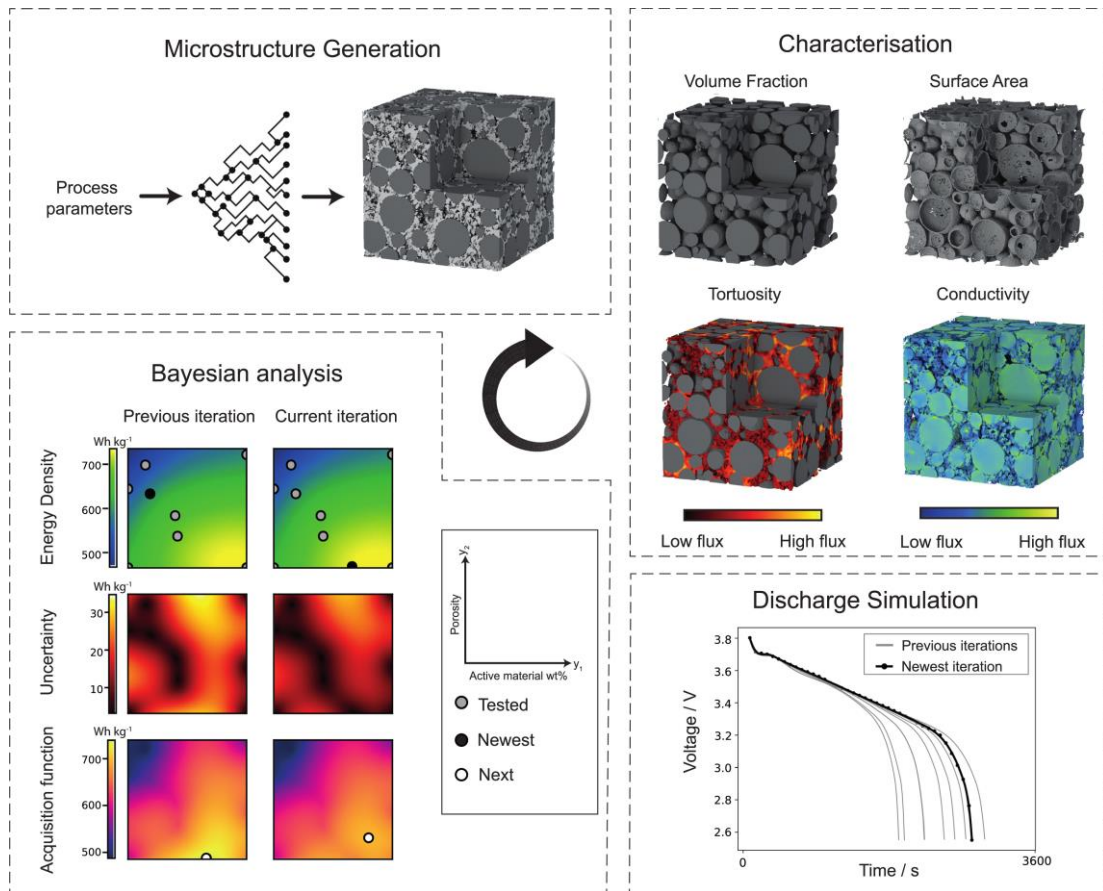 Microstructure Generation
Process
parameters
Characterisation
Volume Fraction
Surface Area
Tortuosity
Conductivity
Low flux
High flux
Low flux
High flux
Bayesian analysis
Previous iteration
Current iteration
Wh kg⁻¹
Energy Density
700
600
500
Wh kg⁻¹
Uncertainty
30
20
10
Wh kg⁻¹
Acquisition function
700
600
500
y₂
Porosity
y₁
Active material wt%
Tested
Newest
Next
Discharge Simulation
Previous iterations
Newest iteration
Voltage / V
3.8
3.6
3.4
3.2
3.0
2.8
2.6
0
3600
Time / s